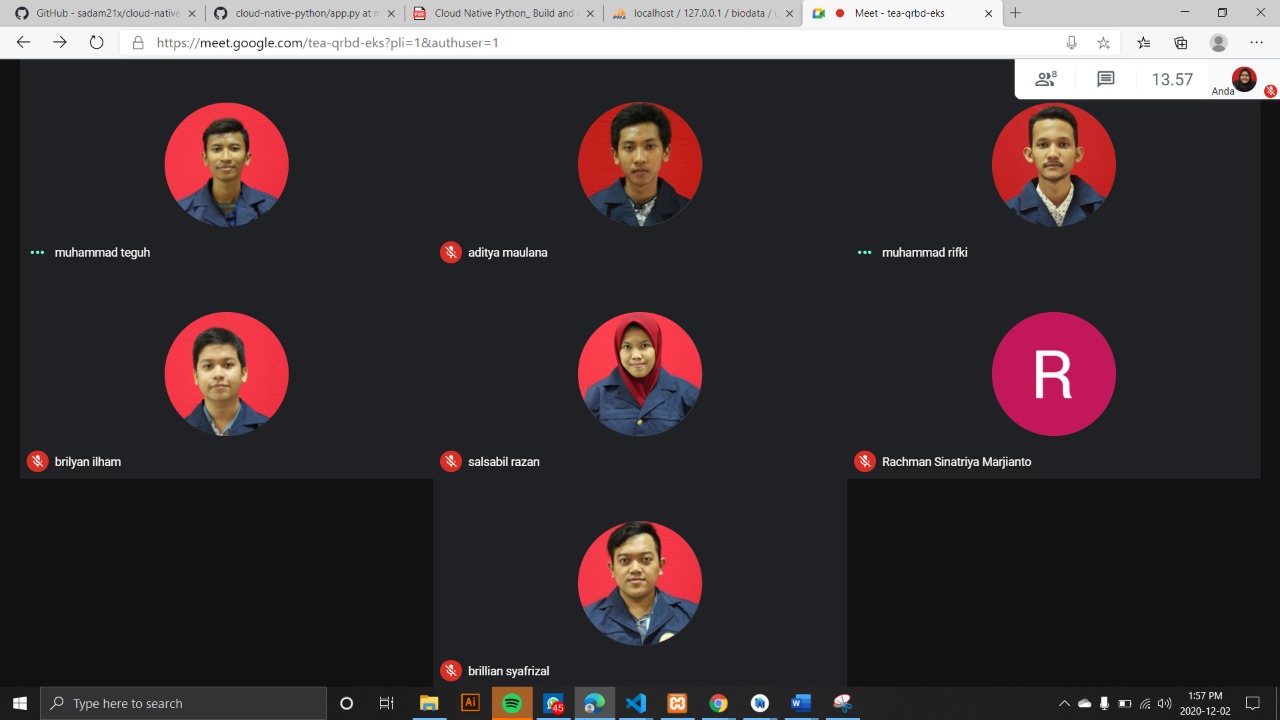 GitHub - sadam21x/cloud-native
cloud-native-python/app.py at m
PDF
Cloud Native Python_ Build and
localhost / 127.0.0.1 / biodata /
Meet - tea-qrbd-eks
https://meet.google.com/tea-qrbd-eks?pli=1&authuser=1
8
13.57
Anda
muhammad teguh
aditya maulana
muhammad rifki
R
brilyan ilham
salsabil razan
Rachman Sinatriya Marjianto
brillian syafrizal
Type here to search
Ai
45
W
1:57 PM
2020-12-02